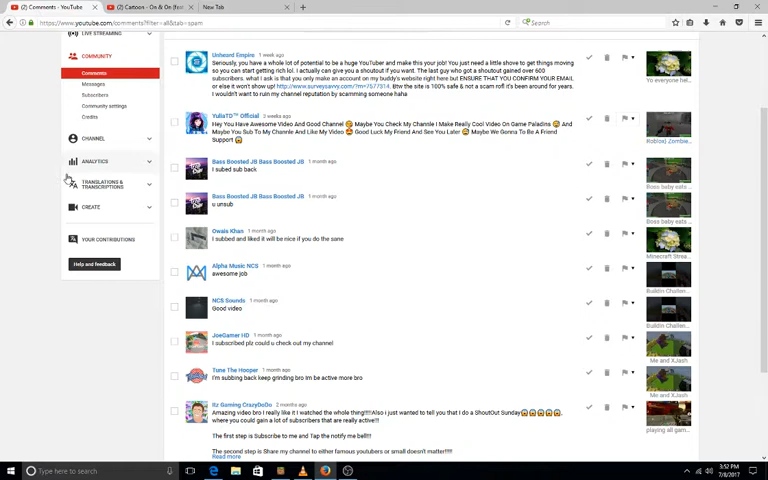 Comments - YouTube
Cartoon - On & On (feat
New Tab
https://www.youtube.com/comments?filter=all&tab=spam
Search
LIVE STREAMING
COMMUNITY
Comments
Messages
Subscribers
Community settings
Credits
CHANNEL
ANALYTICS
TRANSLATIONS &
TRANSCRIPTIONS
CREATE
YOUR CONTRIBUTIONS
Help and feedback
Unheard Empire 1 week ago
Seriously, you have a whole lot of potential to be a huge YouTuber and make this your job! You just need a little shove to get things moving
so you can start getting rich lol. I actually can give you a shoutout if you want. The last guy who got a shoutout gained over 600
subscribers. what I ask is that you only make an account on my buddy's website right here but ENSURE THAT YOU CONFIRM YOUR EMAIL
or else it won't show up! http://www.surveysavvy.com/?m=7577314. Btw the site is 100% safe & not a scam rofl it's been around for years.
I wouldn't want to ruin my channel reputation by scamming someone haha
Yo everyone hel...
YuliaTD™ Official 2 weeks ago
Hey You Have Awesome Video And Good Channel Maybe You Check My Channle I Make Really Cool Video On Game Paladins And
Maybe You Sub To My Channle And Like My Video Good Luck My Friend And See You Later Maybe We Gonna To Be A Friend
Support
Roblox) Zombie...
Bass Boosted JB Bass Boosted JB 1 month ago
I subed sub back
Boss baby eats
Bass Boosted JB Bass Boosted JB 1 month ago
u unsub
Boss baby eats
Owais Khan 1 month ago
I subbed and liked it will be nice if you do the same
Minecraft Strea...
Alpha Music NCS 1 month ago
awesome job
Buildin Challen...
NCS Sounds 1 month ago
Good video
Buildin Challen...
JoeGamer HD 1 month ago
I subscribed plz could u check out my channel
Me and XJash
Tune The Hooper 1 month ago
I'm subbing back keep grinding bro Im be active more bro
Me and XJash
Itz Gaming CrazyDoDo 2 months ago
Amazing video bro I really like it I watched the whole thing!!!!!Also i just wanted to tell you that I do a ShoutOut Sunday
where you could gain a lot of subscribers that are really active!!!
The first step is Subscribe to me and Tap the notify me bell!!!
The second step is Share my channel to either famous youtubers or small doesn't matter!!!!!
Read more
playing all gam...
Type here to search
3:52 PM
7/8/2017